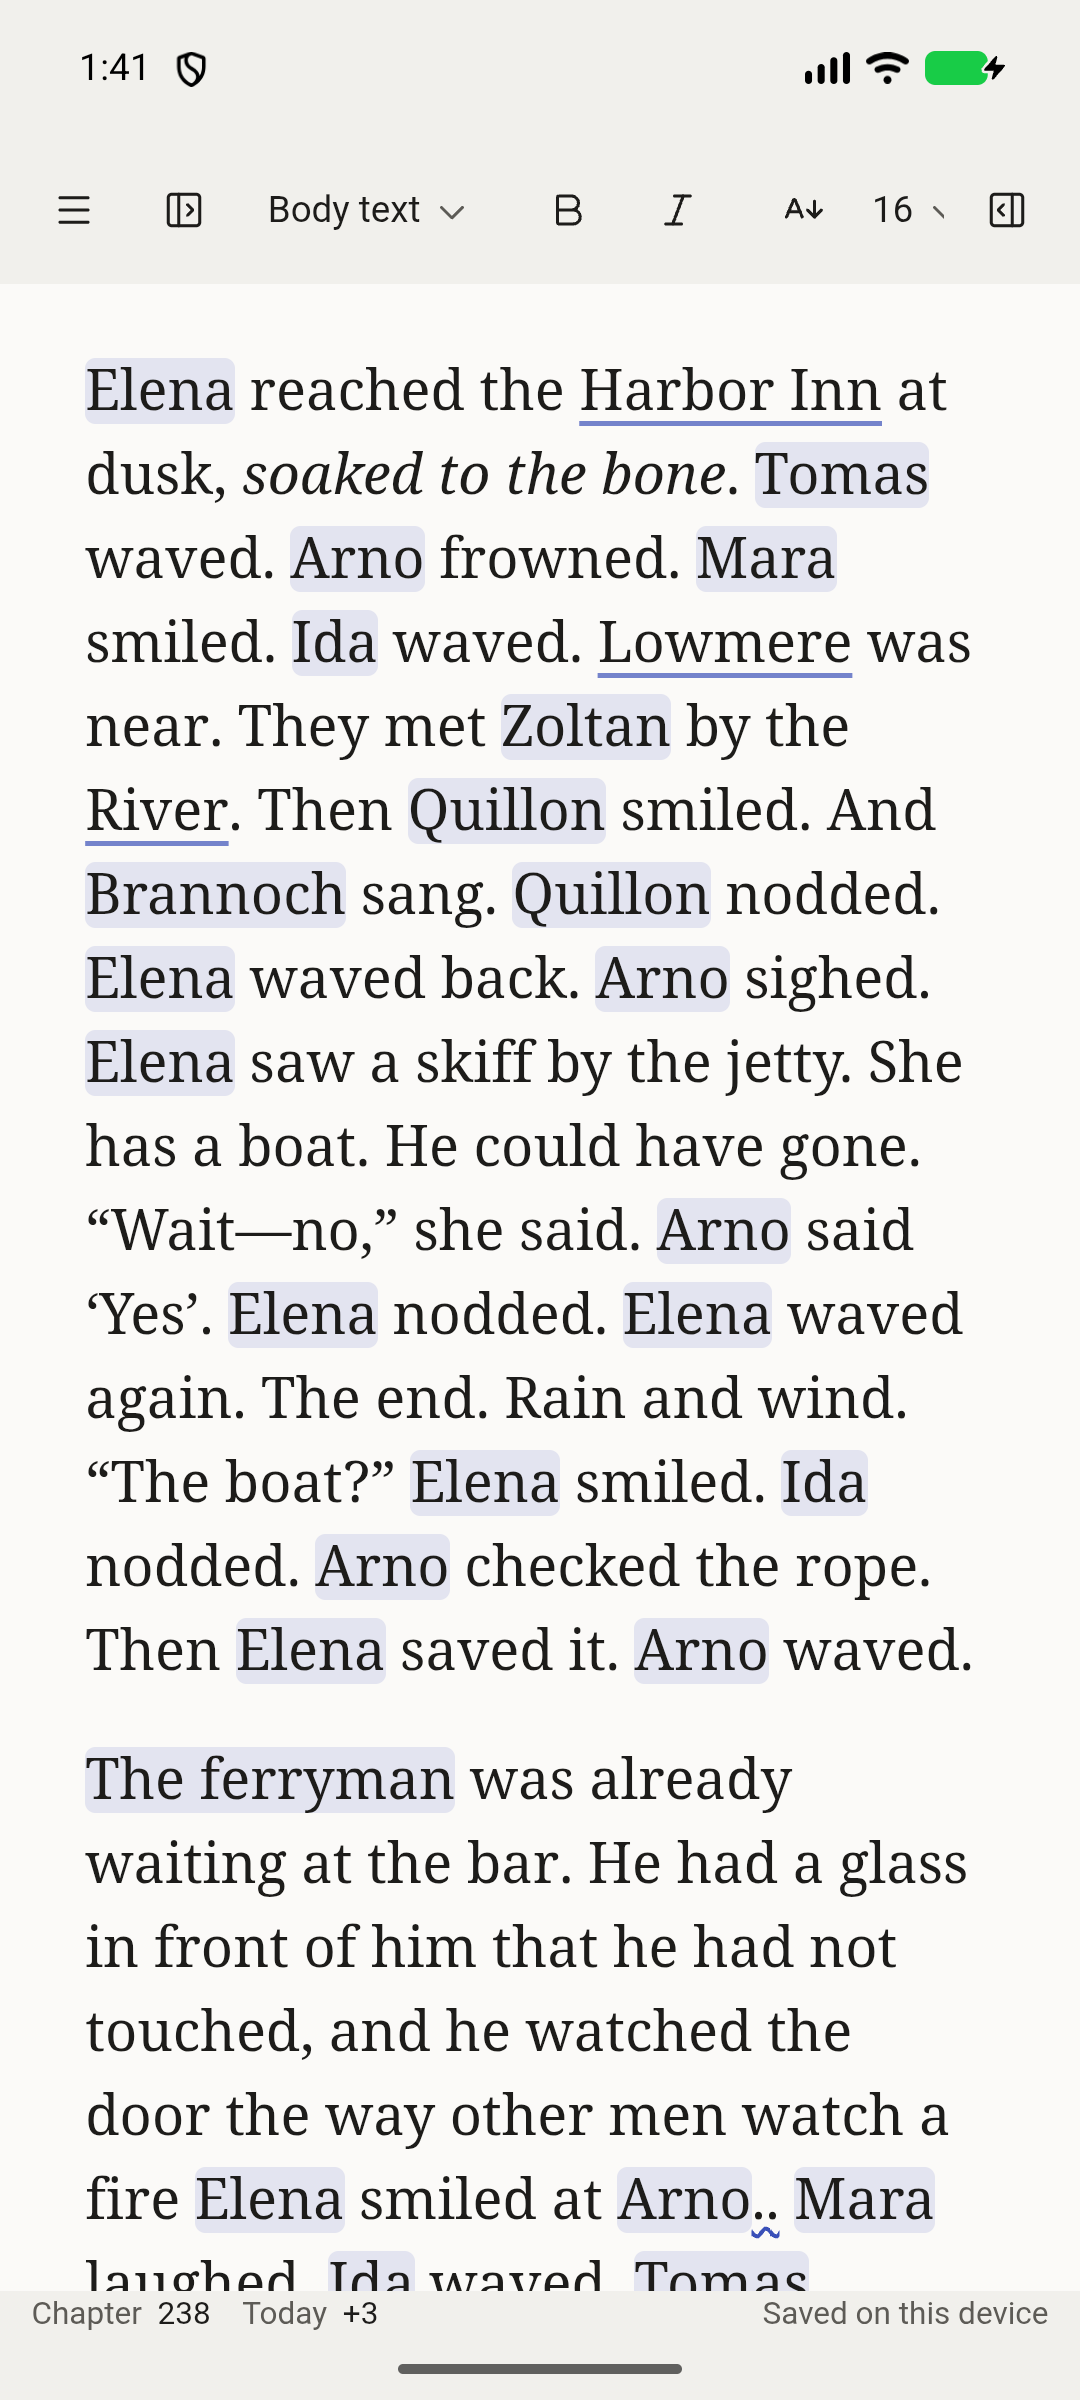 1:41
Body text 16
Elena reached the Harbor Inn at
dusk, soaked to the bone. Tomas
waved. Arno frowned. Mara
smiled. Ida waved. Lowmere was
near. They met Zoltan by the
River. Then Quillon smiled. And
Brannoch sang. Quillon nodded.
Elena waved back. Arno sighed.
Elena saw a skiff by the jetty. She
has a boat. He could have gone.
“Wait—no,” she said. Arno said
‘Yes’. Elena nodded. Elena waved
again. The end. Rain and wind.
“The boat?” Elena smiled. Ida
nodded. Arno checked the rope.
Then Elena saved it. Arno waved.
The ferryman was already
waiting at the bar. He had a glass
in front of him that he had not
touched, and he watched the
door the way other men watch a
fire Elena smiled at Arno.. Mara
laughed. Ida waved. Tomas
Chapter 238 Today +3 Saved on this device